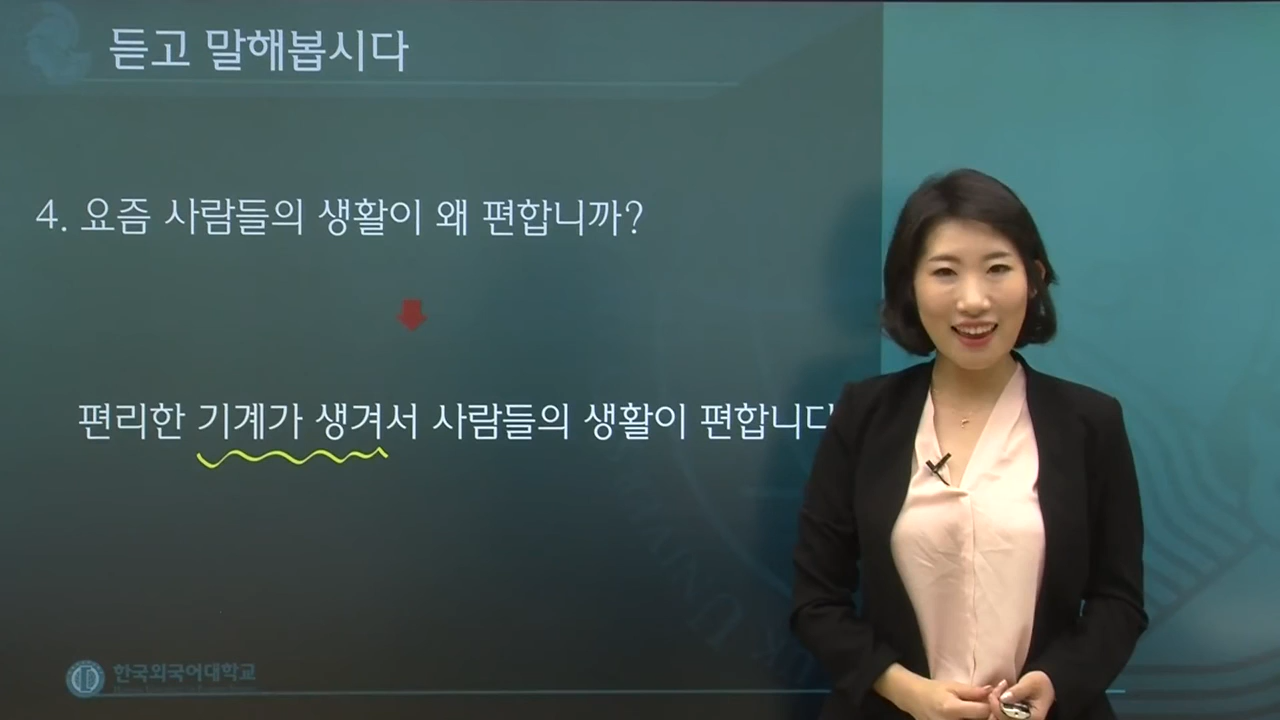 듣고 말해봅시다
4. 요즘 사람들의 생활이 왜 편합니까?
편리한 기계가 생겨서 사람들의 생활이 편합니다
한국외국어대학교